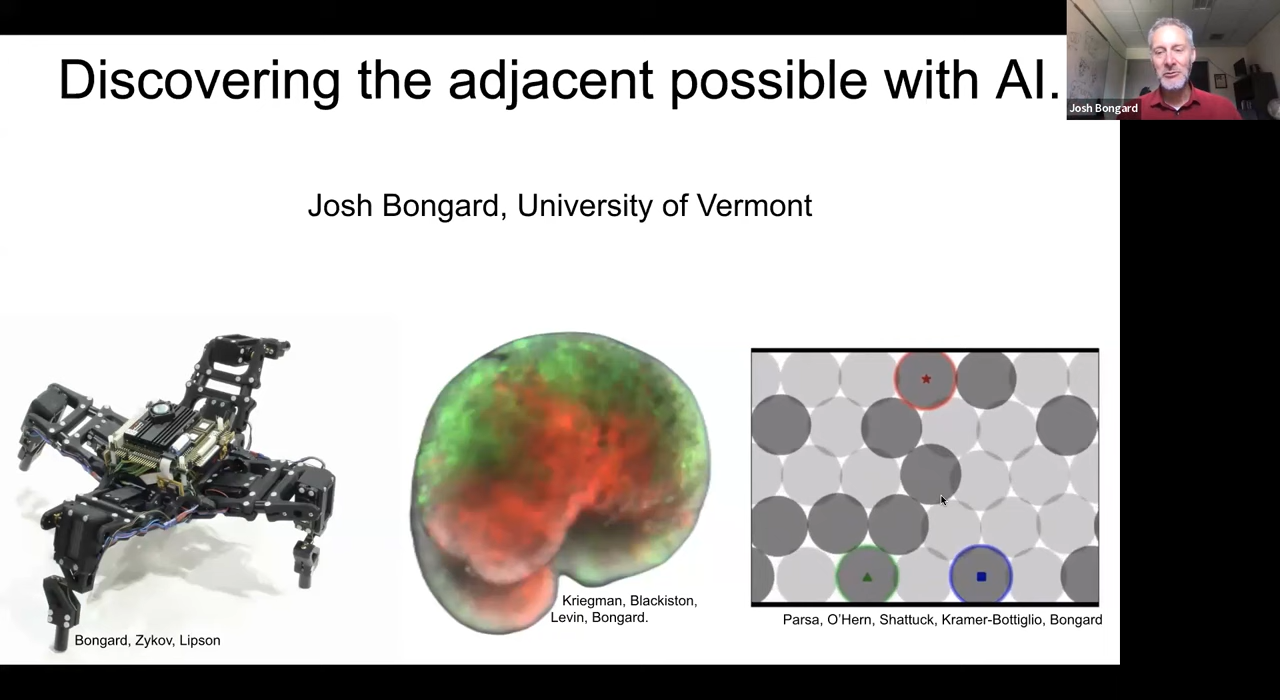 Discovering the adjacent possible with AI.
Josh Bongard
Josh Bongard, University of Vermont
Kriegman, Blackiston,
Levin, Bongard.
Parsa, O'Hern, Shattuck, Kramer-Bottiglio, Bongard
Bongard, Zykov, Lipson